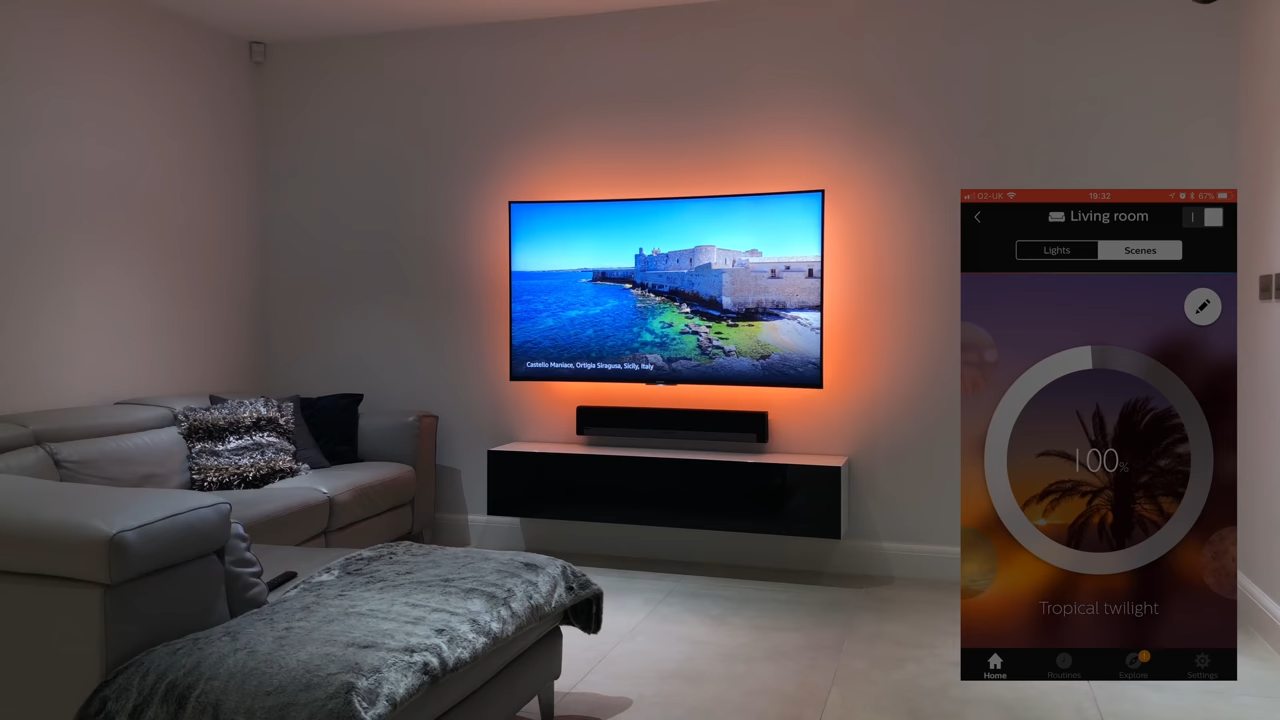 Castello Maniace, Ortigia Siragusa, Sicily, Italy
O2-UK 19:32 67%
Living room
Lights Scenes
100%
Tropical twilight
Home Routines Explore Settings